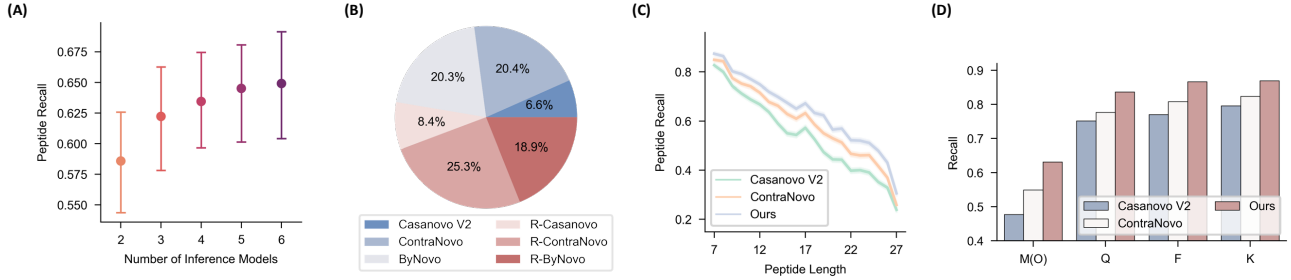 (A)
0.675
0.650
0.625
0.600
0.575
0.550
Peptide Recall
2 3 4 5 6
Number of Inference Models
(B)
20.3%
20.4%
6.6%
8.4%
18.9%
25.3%
Casanovo V2
ContraNovo
ByNovo
R-Casanovo
R-ContraNovo
R-ByNovo
(C)
0.8
0.6
0.4
0.2
Peptide Recall
Casanovo V2
ContraNovo
Ours
7 12 17 22 27
Peptide Length
(D)
0.9
0.8
0.7
0.6
0.5
0.4
Recall
Casanovo V2
ContraNovo
Ours
M(O) Q F K